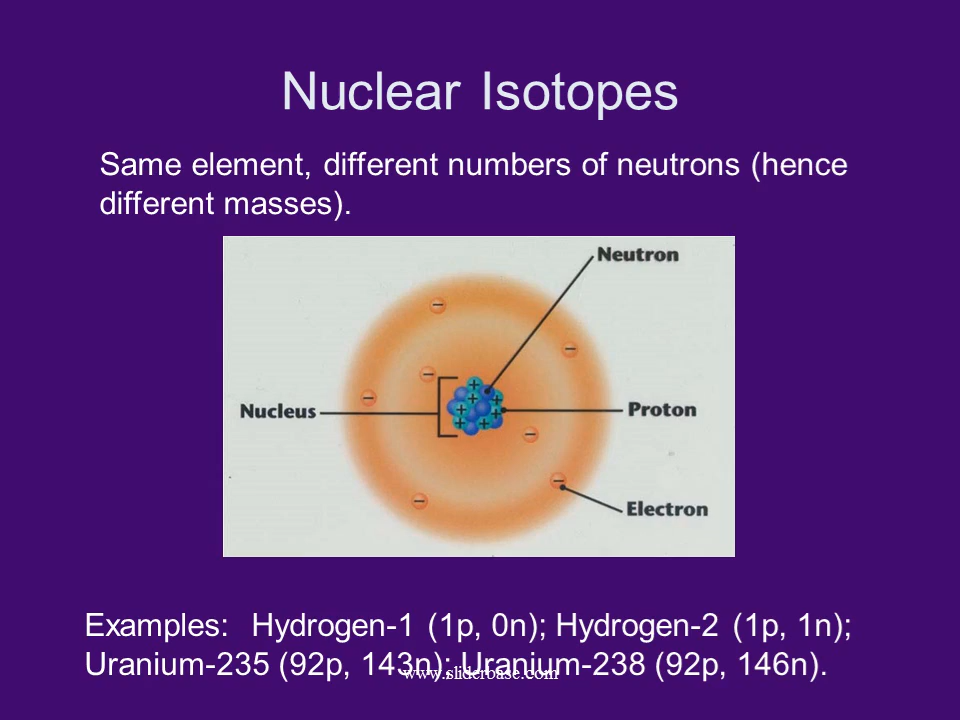 Nuclear Isotopes
Same element, different numbers of neutrons (hence
different masses).
Neutron
Nucleus
Proton
Electron
Examples: Hydrogen-1 (1p, 0n); Hydrogen-2 (1p, 1n);
Uranium-235 (92p, 143n); Uranium-238 (92p, 146n).
www.sliderbase.com